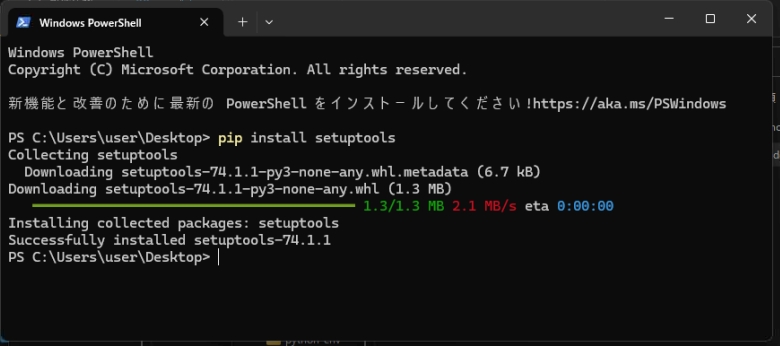 Windows PowerShell
Windows PowerShell
Copyright (C) Microsoft Corporation. All rights reserved.
新機能と改善のために最新の PowerShell をインストールしてください!https://aka.ms/PSWindows
PS C:\Users\user\Desktop> pip install setuptools
Collecting setuptools
  Downloading setuptools-74.1.1-py3-none-any.whl.metadata (6.7 kB)
Downloading setuptools-74.1.1-py3-none-any.whl (1.3 MB)
1.3/1.3 MB 2.1 MB/s eta 0:00:00
Installing collected packages: setuptools
Successfully installed setuptools-74.1.1
PS C:\Users\user\Desktop>